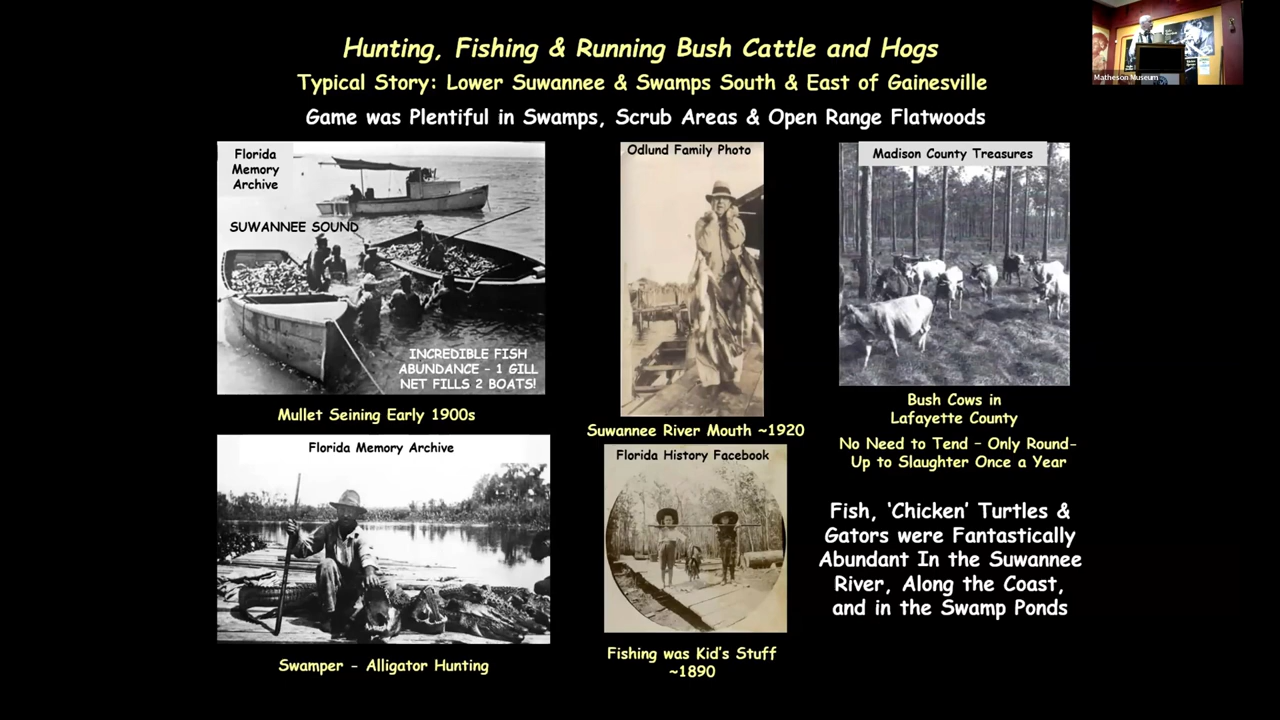 Hunting, Fishing & Running Bush Cattle and Hogs
Typical Story: Lower Suwannee & Swamps South & East of Gainesville
Game was Plentiful in Swamps, Scrub Areas & Open Range Flatwoods
Matheson Museum
Florida
Memory
Archive
SUWANNEE SOUND
INCREDIBLE FISH
ABUNDANCE - 1 GILL
NET FILLS 2 BOATS!
Mullet Seining Early 1900s
Odlund Family Photo
Suwannee River Mouth ~1920
Madison County Treasures
Bush Cows in
Lafayette County
No Need to Tend - Only Round-
Up to Slaughter Once a Year
Florida Memory Archive
Swamper - Alligator Hunting
Florida History Facebook
Fishing was Kid's Stuff
~1890
Fish, 'Chicken' Turtles &
Gators were Fantastically
Abundant In the Suwannee
River, Along the Coast,
and in the Swamp Ponds